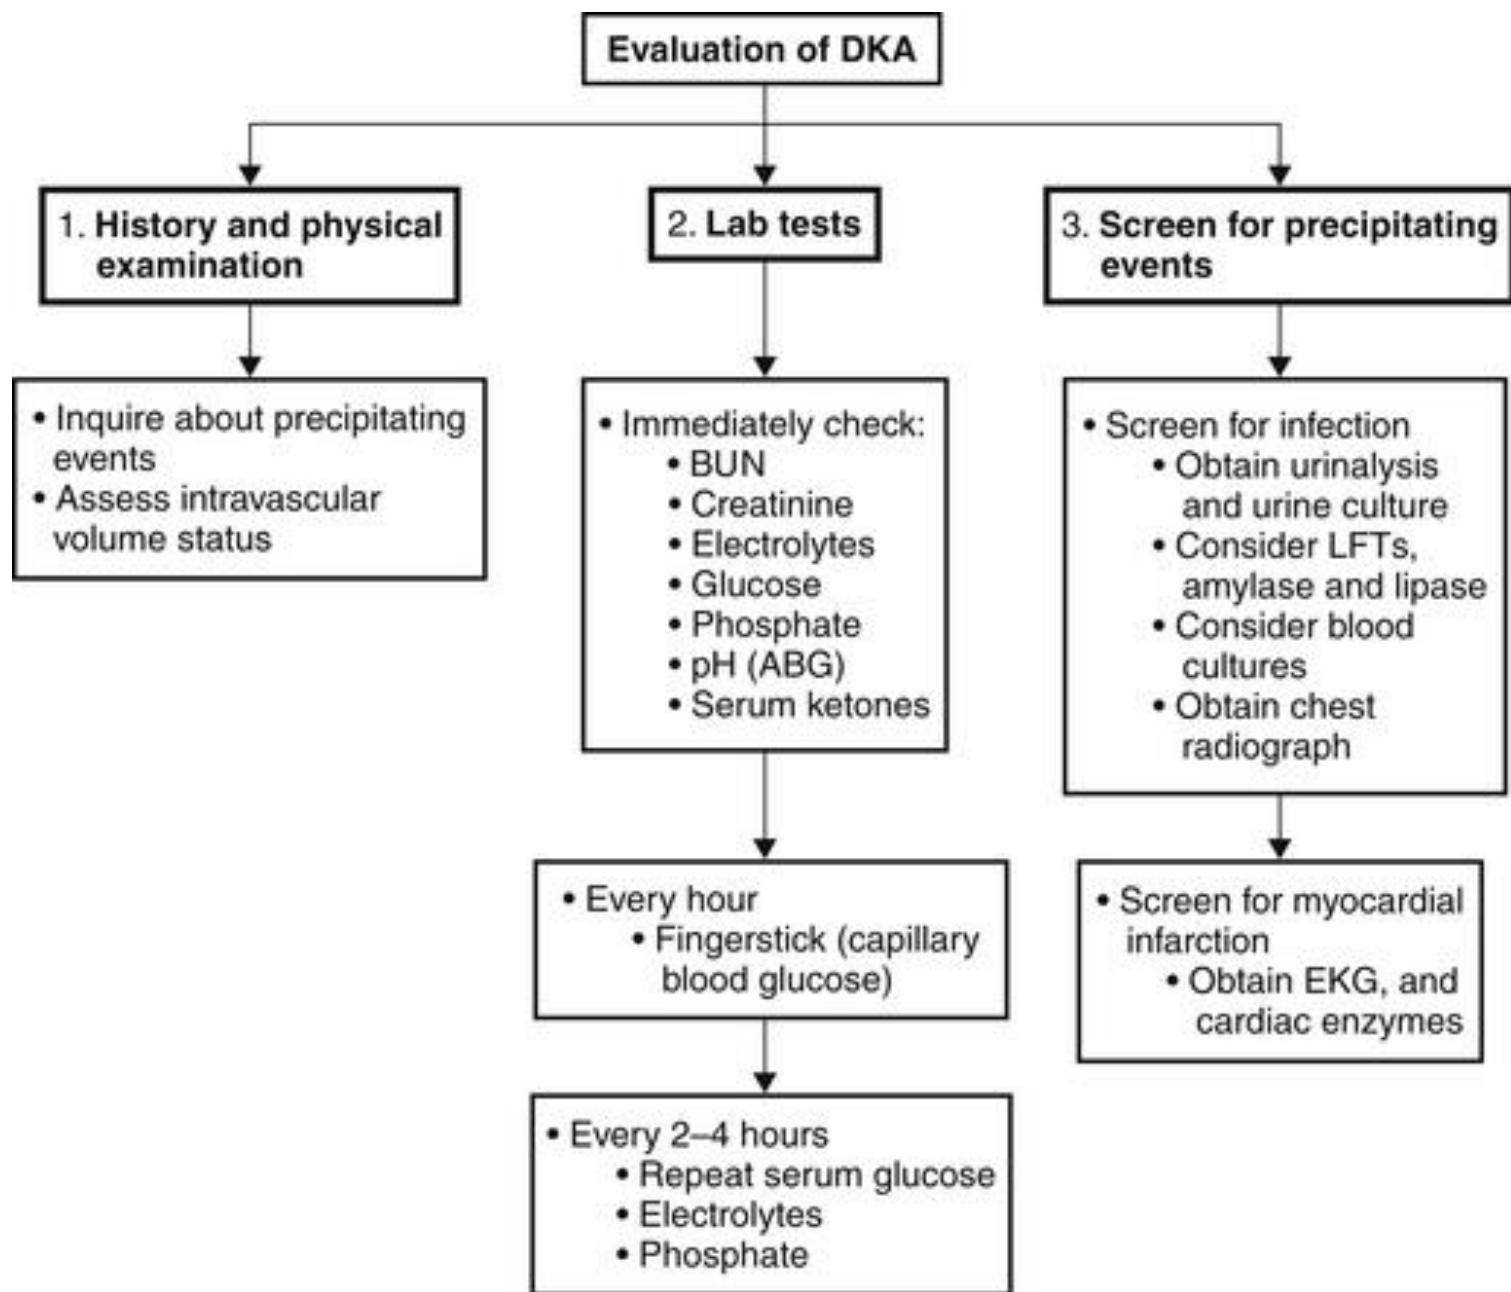 Evaluation of DKA
1. History and physical
examination
• Inquire about precipitating
events
• Assess intravascular
volume status
2. Lab tests
• Immediately check:
• BUN
• Creatinine
• Electrolytes
• Glucose
• Phosphate
• pH (ABG)
• Serum ketones
• Every hour
• Fingerstick (capillary
blood glucose)
• Every 2–4 hours
• Repeat serum glucose
• Electrolytes
• Phosphate
3. Screen for precipitating
events
• Screen for infection
• Obtain urinalysis
and urine culture
• Consider LFTs,
amylase and lipase
• Consider blood
cultures
• Obtain chest
radiograph
• Screen for myocardial
infarction
• Obtain EKG, and
cardiac enzymes